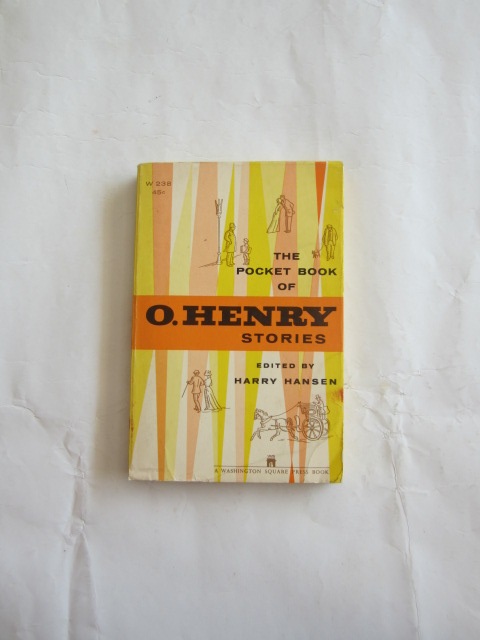 W 238
45¢
THE
POCKET BOOK
OF
O. HENRY
STORIES
EDITED BY
HARRY HANSEN
A WASHINGTON SQUARE PRESS BOOK